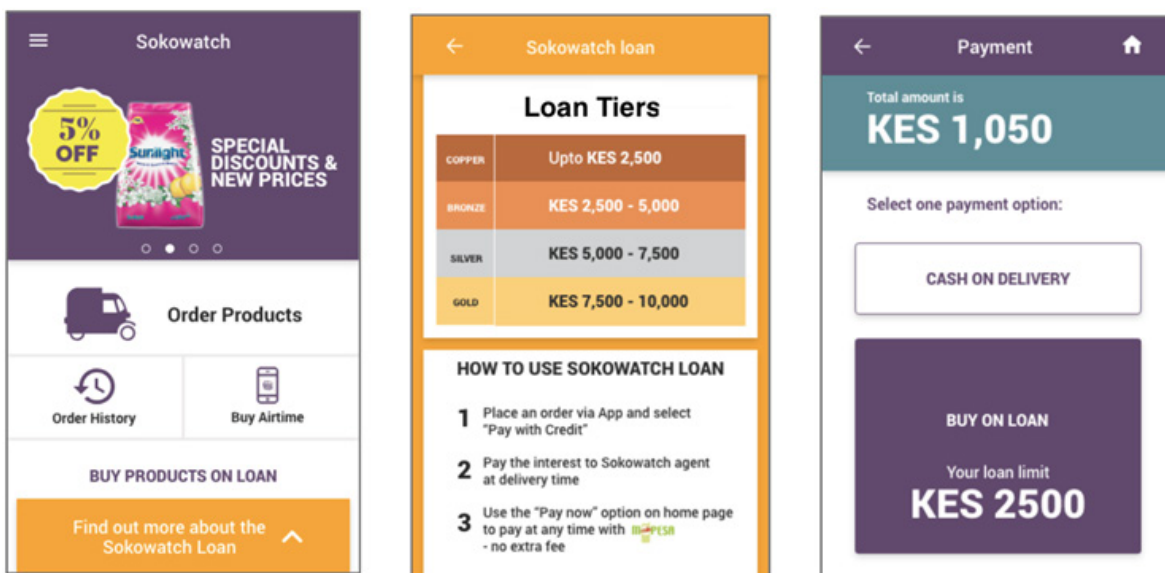 Sokowatch
5%
OFF
Sunlight
SPECIAL
DISCOUNTS &
NEW PRICES
Order Products
Order History
Buy Airtime
BUY PRODUCTS ON LOAN
Find out more about the
Sokowatch Loan
Sokowatch loan
Loan Tiers
COPPER Upto KES 2,500
BRONZE KES 2,500 - 5,000
SILVER KES 5,000 - 7,500
GOLD KES 7,500 - 10,000
HOW TO USE SOKOWATCH LOAN
1 Place an order via App and select
"Pay with Credit"
2 Pay the interest to Sokowatch agent
at delivery time
3 Use the "Pay now" option on home page
to pay at any time with M-PESA
- no extra fee
Payment
Total amount is
KES 1,050
Select one payment option:
CASH ON DELIVERY
BUY ON LOAN
Your loan limit
KES 2500